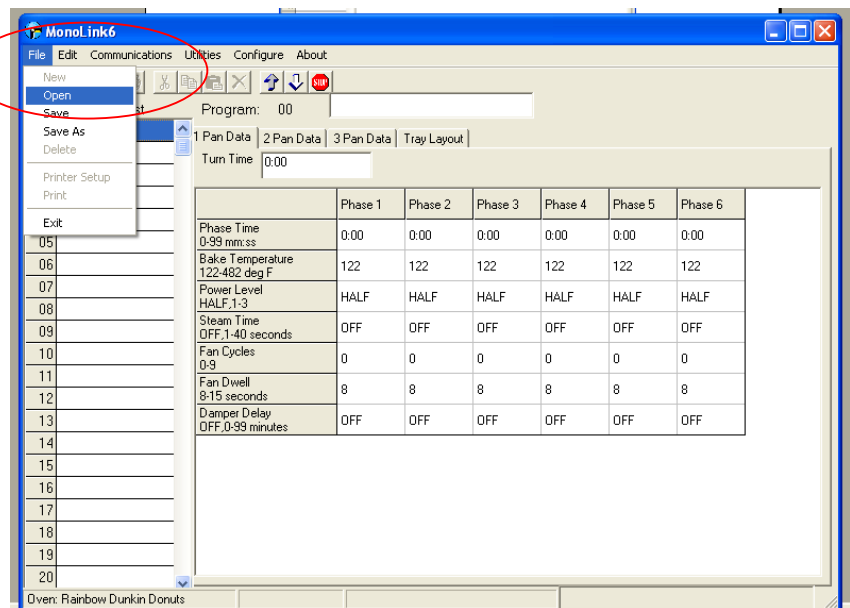 MonoLink6
File Edit Communications Utilities Configure About
New
Open
Save
Save As
Delete
Printer Setup
Print
Exit
STOP
st
Program: 00
1 Pan Data 2 Pan Data 3 Pan Data Tray Layout
Turn Time 0:00
Phase 1 Phase 2 Phase 3 Phase 4 Phase 5 Phase 6
Phase Time
0-99 mm:ss
0:00 0:00 0:00 0:00 0:00 0:00
Bake Temperature
122-482 deg F
122 122 122 122 122 122
Power Level
HALF,1-3
HALF HALF HALF HALF HALF HALF
Steam Time
OFF,1-40 seconds
OFF OFF OFF OFF OFF OFF
Fan Cycles
0-9
0 0 0 0 0 0
Fan Dwell
8-15 seconds
8 8 8 8 8 8
Damper Delay
OFF,0-99 minutes
OFF OFF OFF OFF OFF OFF
05
06
07
08
09
10
11
12
13
14
15
16
17
18
19
20
Oven: Rainbow Dunkin Donuts